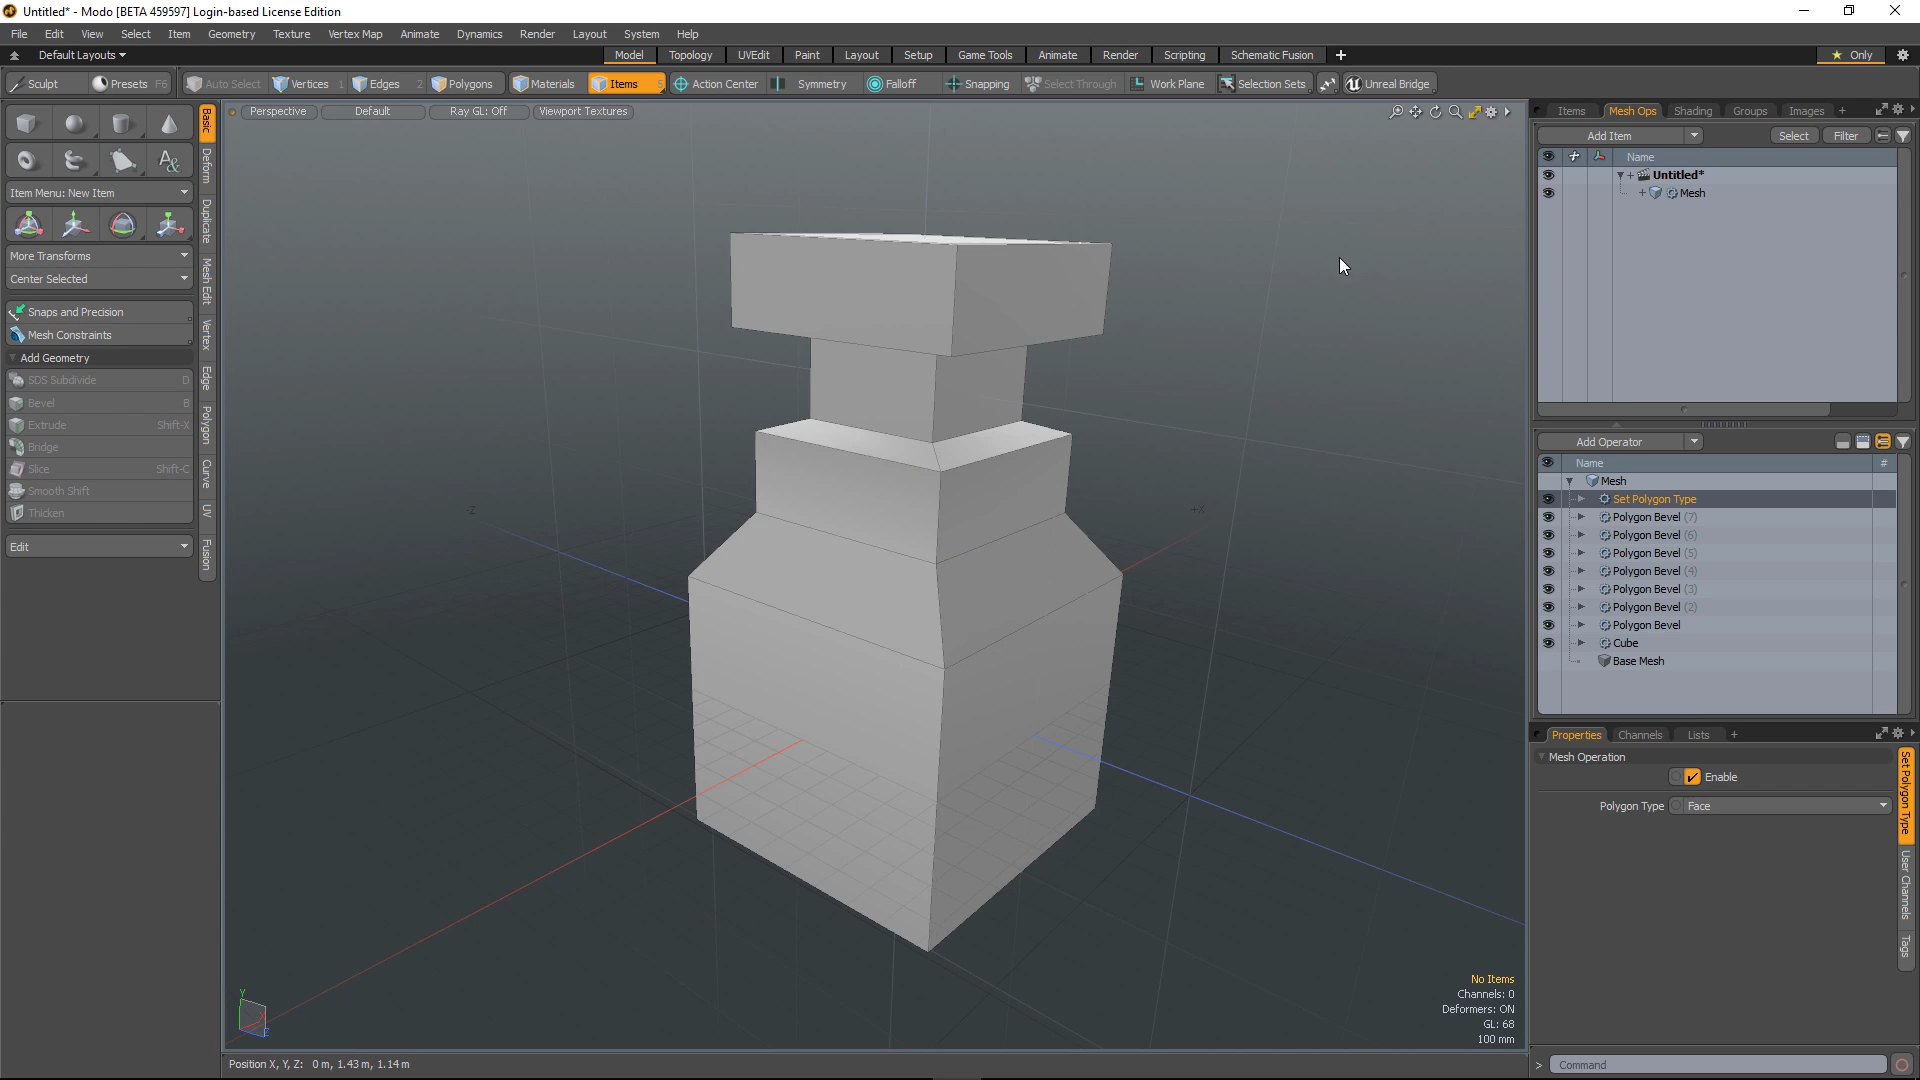 Untitled* - Modo [BETA 459597] Login-based License Edition
File Edit View Select Item Geometry Texture Vertex Map Animate Dynamics Render Layout System Help
Default Layouts Model Topology UVEdit Paint Layout Setup Game Tools Animate Render Scripting Schematic Fusion + ★ Only
Sculpt Presets F6 Auto Select Vertices 1 Edges 2 Polygons Materials Items 5 Action Center Symmetry Falloff Snapping Select Through Work Plane Selection Sets Unreal Bridge
Perspective Default Ray GL: Off Viewport Textures
Basic
Deform
Duplicate
Mesh Edit
Vertex
Edge
Polygon
Curve
UV
Fusion
Item Menu: New Item
More Transforms
Center Selected
Snaps and Precision
Mesh Constraints
Add Geometry
SDS Subdivide D
Bevel B
Extrude Shift-X
Bridge
Slice Shift-C
Smooth Shift
Thicken
Edit
-Z
+X
Y
X
Z
No Items
Channels: 0
Deformers: ON
GL: 68
100 mm
Position X, Y, Z: 0 m, 1.43 m, 1.14 m
Items Mesh Ops Shading Groups Images +
Add Item Select Filter
Name
Untitled*
Mesh
Add Operator
Name #
Mesh
Set Polygon Type
Polygon Bevel (7)
Polygon Bevel (6)
Polygon Bevel (5)
Polygon Bevel (4)
Polygon Bevel (3)
Polygon Bevel (2)
Polygon Bevel
Cube
Base Mesh
Properties Channels Lists +
Mesh Operation
Enable
Polygon Type Face
Set Polygon Type
User Channels
Tags
> Command